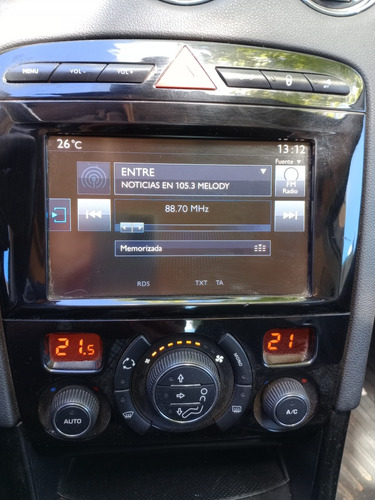 MENU
VOL -
VOL +
26°C
13:12
Fuente
ENTRE
NOTICIAS EN 105.3 MELODY
FM
Radio
88.70 MHz
Memorizada
RDS
TXT
TA
21.5
21
MONO
AUTO
A/C